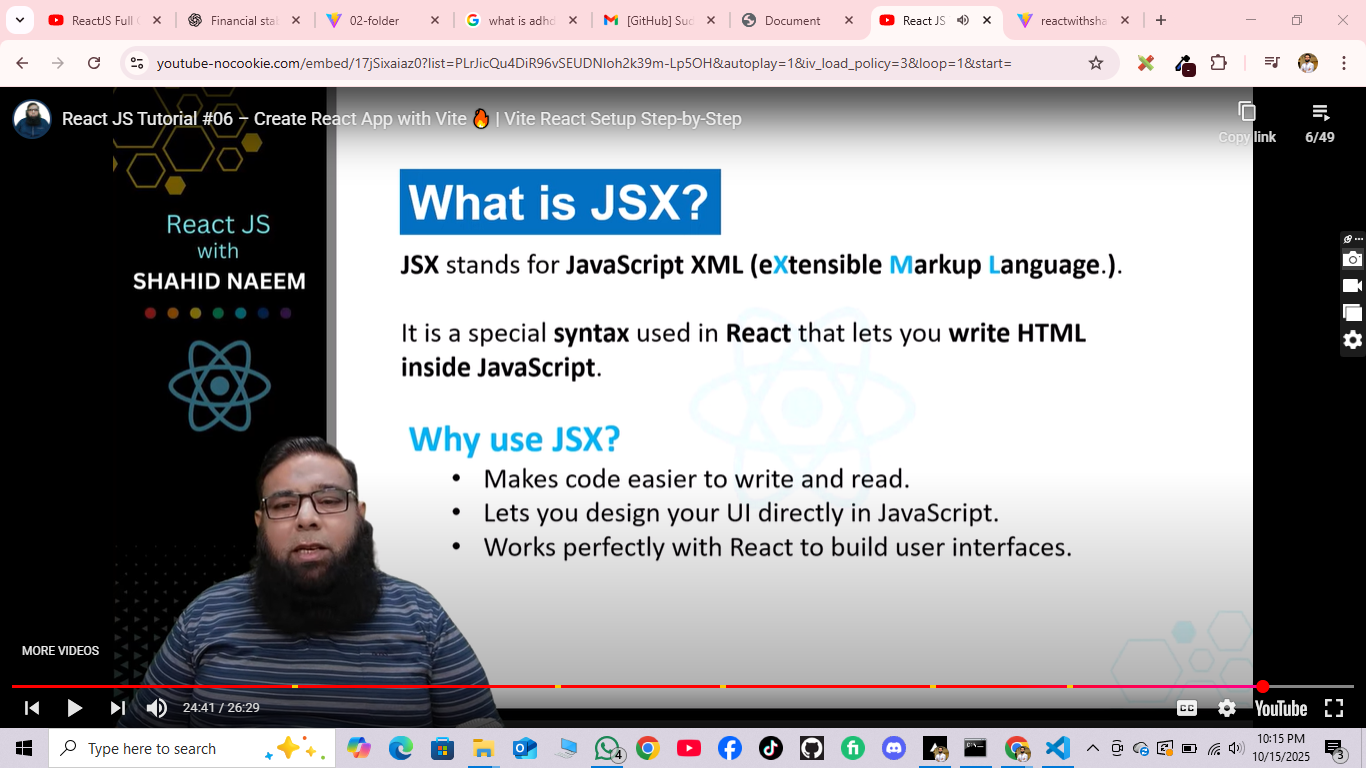 ReactJS Full
Financial sta
02-folder
what is adhd
[GitHub] Sud
Document
React JS
reactwithsha
youtube-nocookie.com/embed/17jSixaiaz0?list=PLrJicQu4DiR96vSEUDNIoh2k39m-Lp5OH&autoplay=1&iv_load_policy=3&loop=1&start=
React JS Tutorial #06 – Create React App with Vite 🔥 | Vite React Setup Step-by-Step
Copy link
6/49
React JS
with
SHAHID NAEEM
What is JSX?
JSX stands for JavaScript XML (eXtensible Markup Language.).
It is a special syntax used in React that lets you write HTML
inside JavaScript.
Why use JSX?
• Makes code easier to write and read.
• Lets you design your UI directly in JavaScript.
• Works perfectly with React to build user interfaces.
MORE VIDEOS
24:41 / 26:29
CC
YouTube
Type here to search
4
10:15 PM
10/15/2025
3